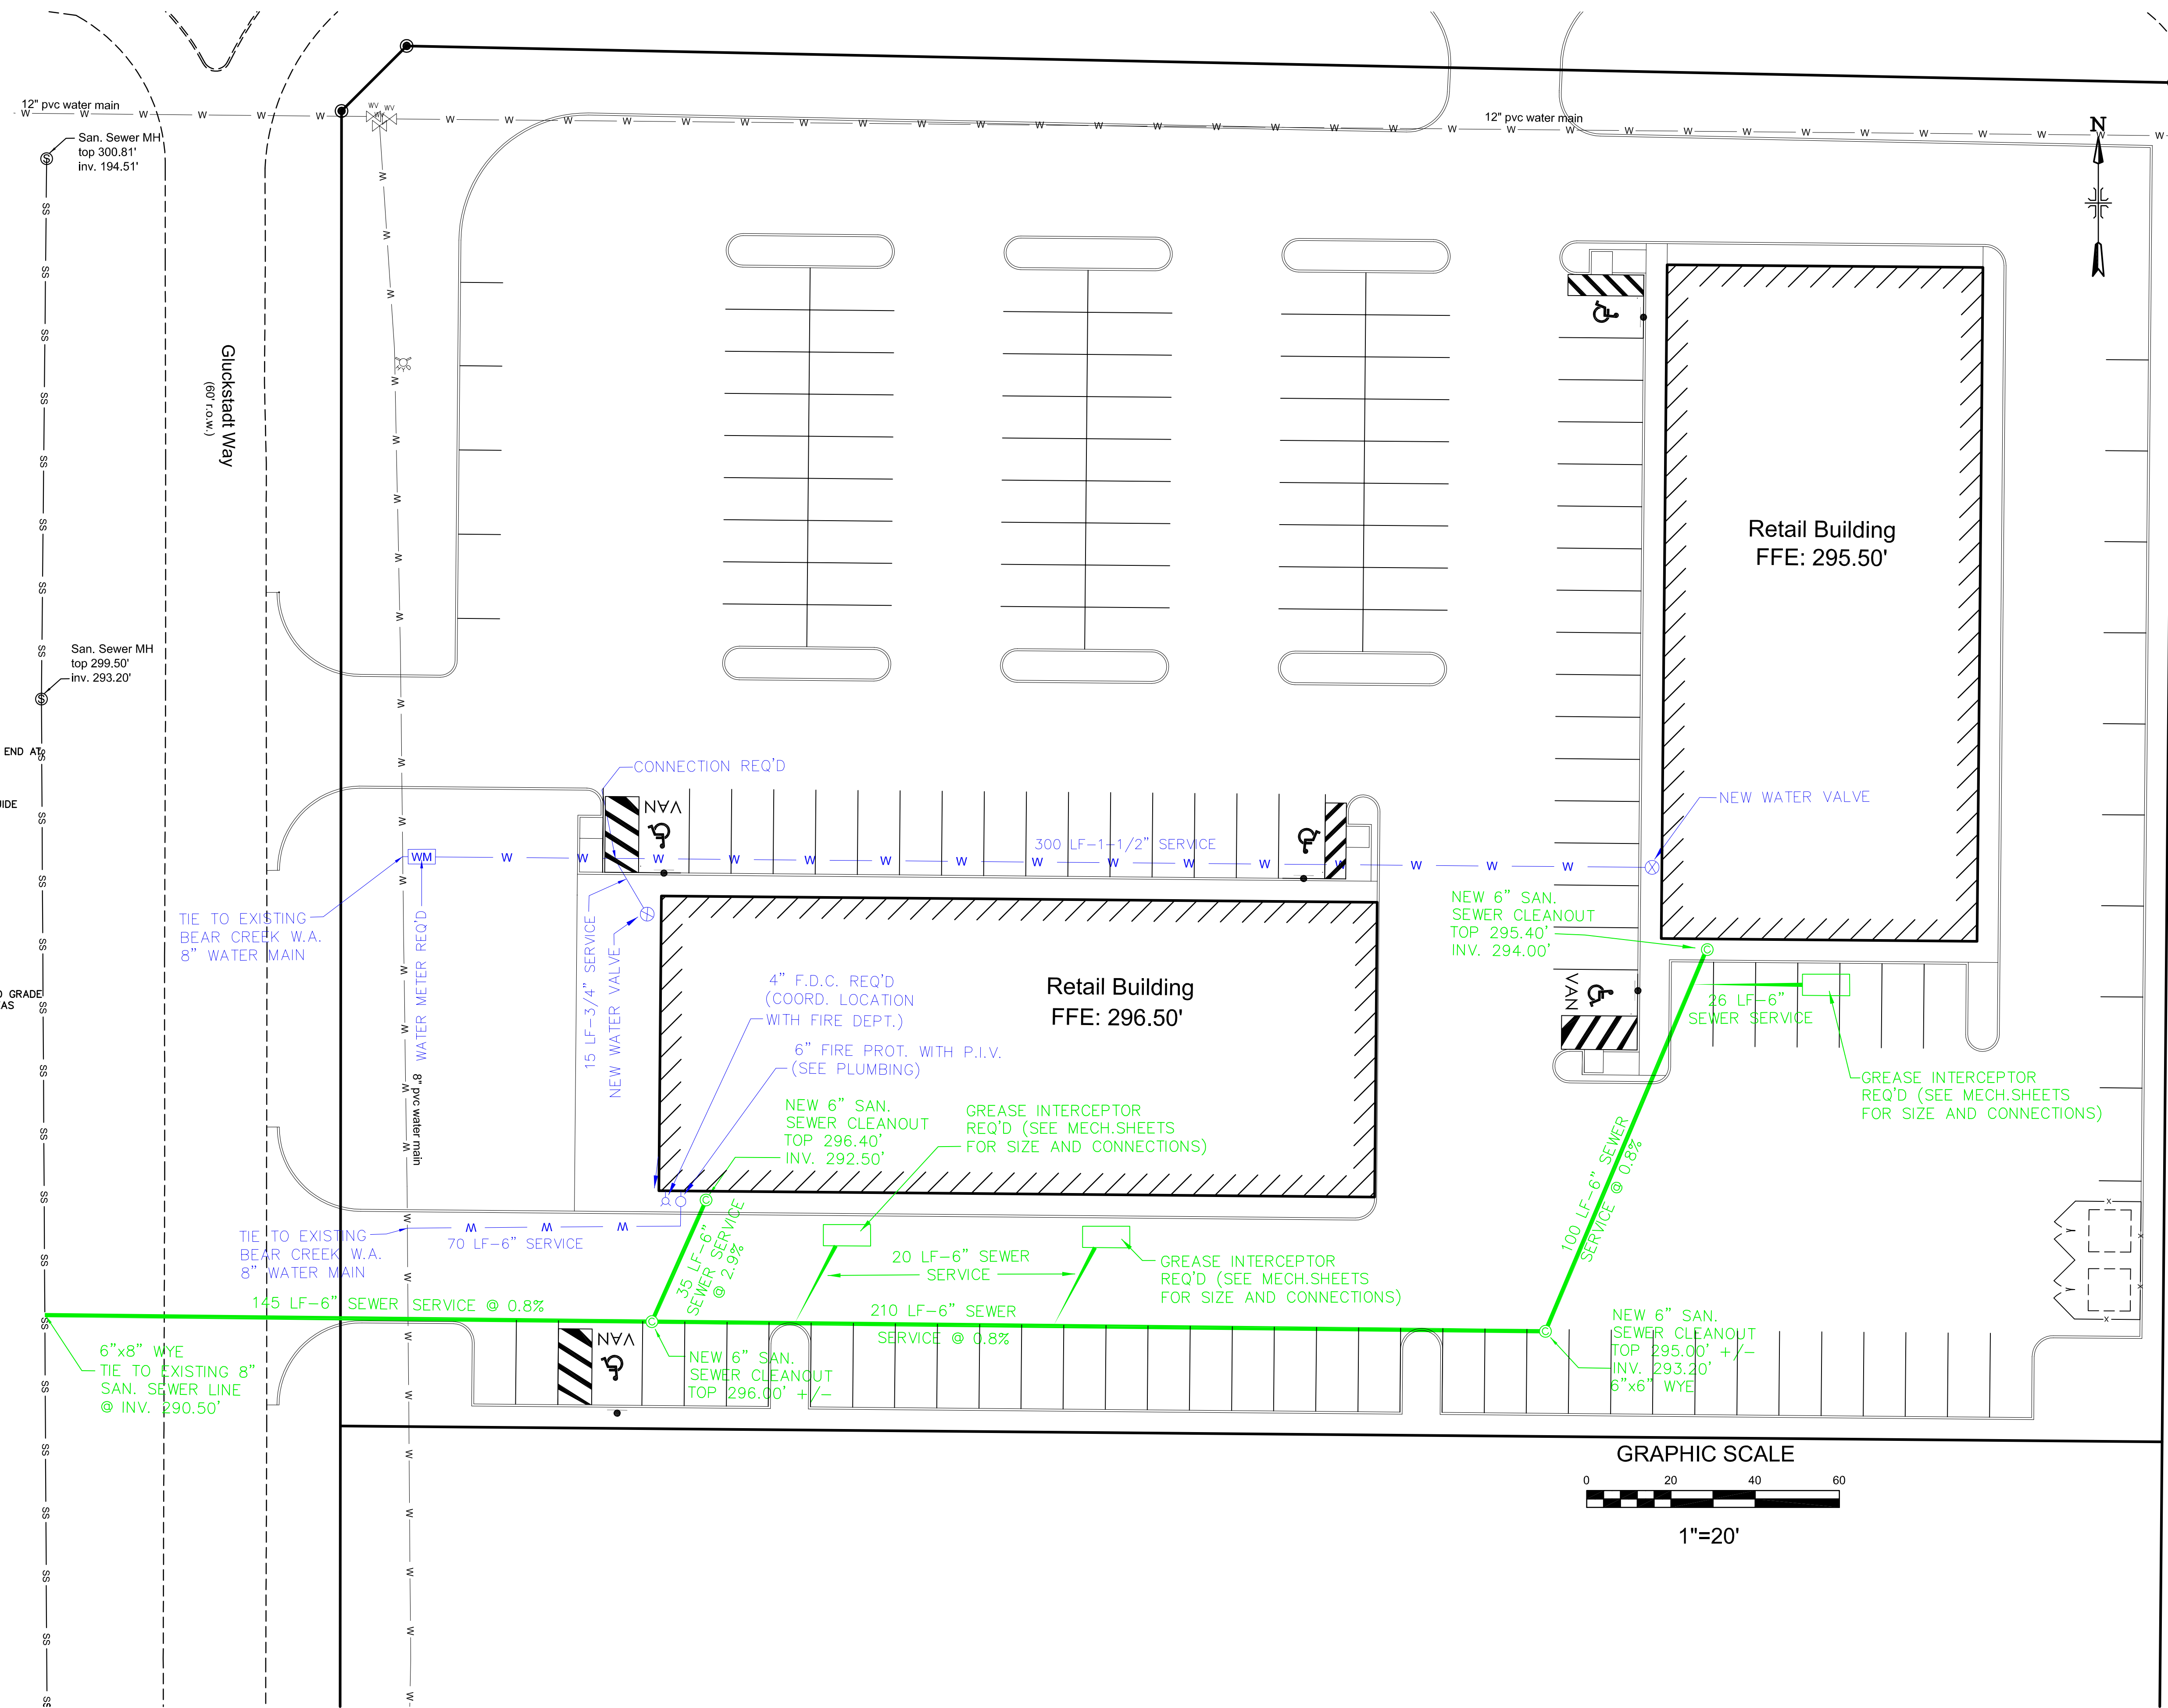 12" pvc water main
WV
WV
San. Sewer MH
top 300.81'
inv. 194.51'
12" pvc water main
N
Gluckstadt Way
(60' r.o.w.)
Retail Building
FFE: 295.50'
San. Sewer MH
top 299.50'
inv. 293.20'
END AT
UIDE
CONNECTION REQ'D
VAN
300 LF-1-1/2" SERVICE
NEW WATER VALVE
WM
TIE TO EXISTING
BEAR CREEK W.A.
8" WATER MAIN
WATER METER REQ'D
8" pvc water main
15 LF-3/4" SERVICE
NEW WATER VALVE
NEW 6" SAN.
SEWER CLEANOUT
TOP 295.40'
INV. 294.00'
GRADE
AS
4" F.D.C. REQ'D
(COORD. LOCATION
WITH FIRE DEPT.)
Retail Building
FFE: 296.50'
VAN
26 LF-6"
SEWER SERVICE
6" FIRE PROT. WITH P.I.V.
(SEE PLUMBING)
GREASE INTERCEPTOR
REQ'D (SEE MECH.SHEETS
FOR SIZE AND CONNECTIONS)
NEW 6" SAN.
SEWER CLEANOUT
TOP 296.40'
INV. 292.50'
GREASE INTERCEPTOR
REQ'D (SEE MECH.SHEETS
FOR SIZE AND CONNECTIONS)
100 LF-6" SEWER
SERVICE @ 0.8%
TIE TO EXISTING
BEAR CREEK W.A.
8" WATER MAIN
70 LF-6" SERVICE
35 LF-6"
SEWER SERVICE
@ 2.9%
20 LF-6" SEWER
SERVICE
GREASE INTERCEPTOR
REQ'D (SEE MECH.SHEETS
FOR SIZE AND CONNECTIONS)
145 LF-6" SEWER SERVICE @ 0.8%
210 LF-6" SEWER
SERVICE @ 0.8%
6"x8" WYE
TIE TO EXISTING 8"
SAN. SEWER LINE
@ INV. 290.50'
VAN
NEW 6" SAN.
SEWER CLEANOUT
TOP 296.00' +/-
NEW 6" SAN.
SEWER CLEANOUT
TOP 295.00' +/-
INV. 293.20'
6"x6" WYE
GRAPHIC SCALE
0 20 40 60
1"=20'